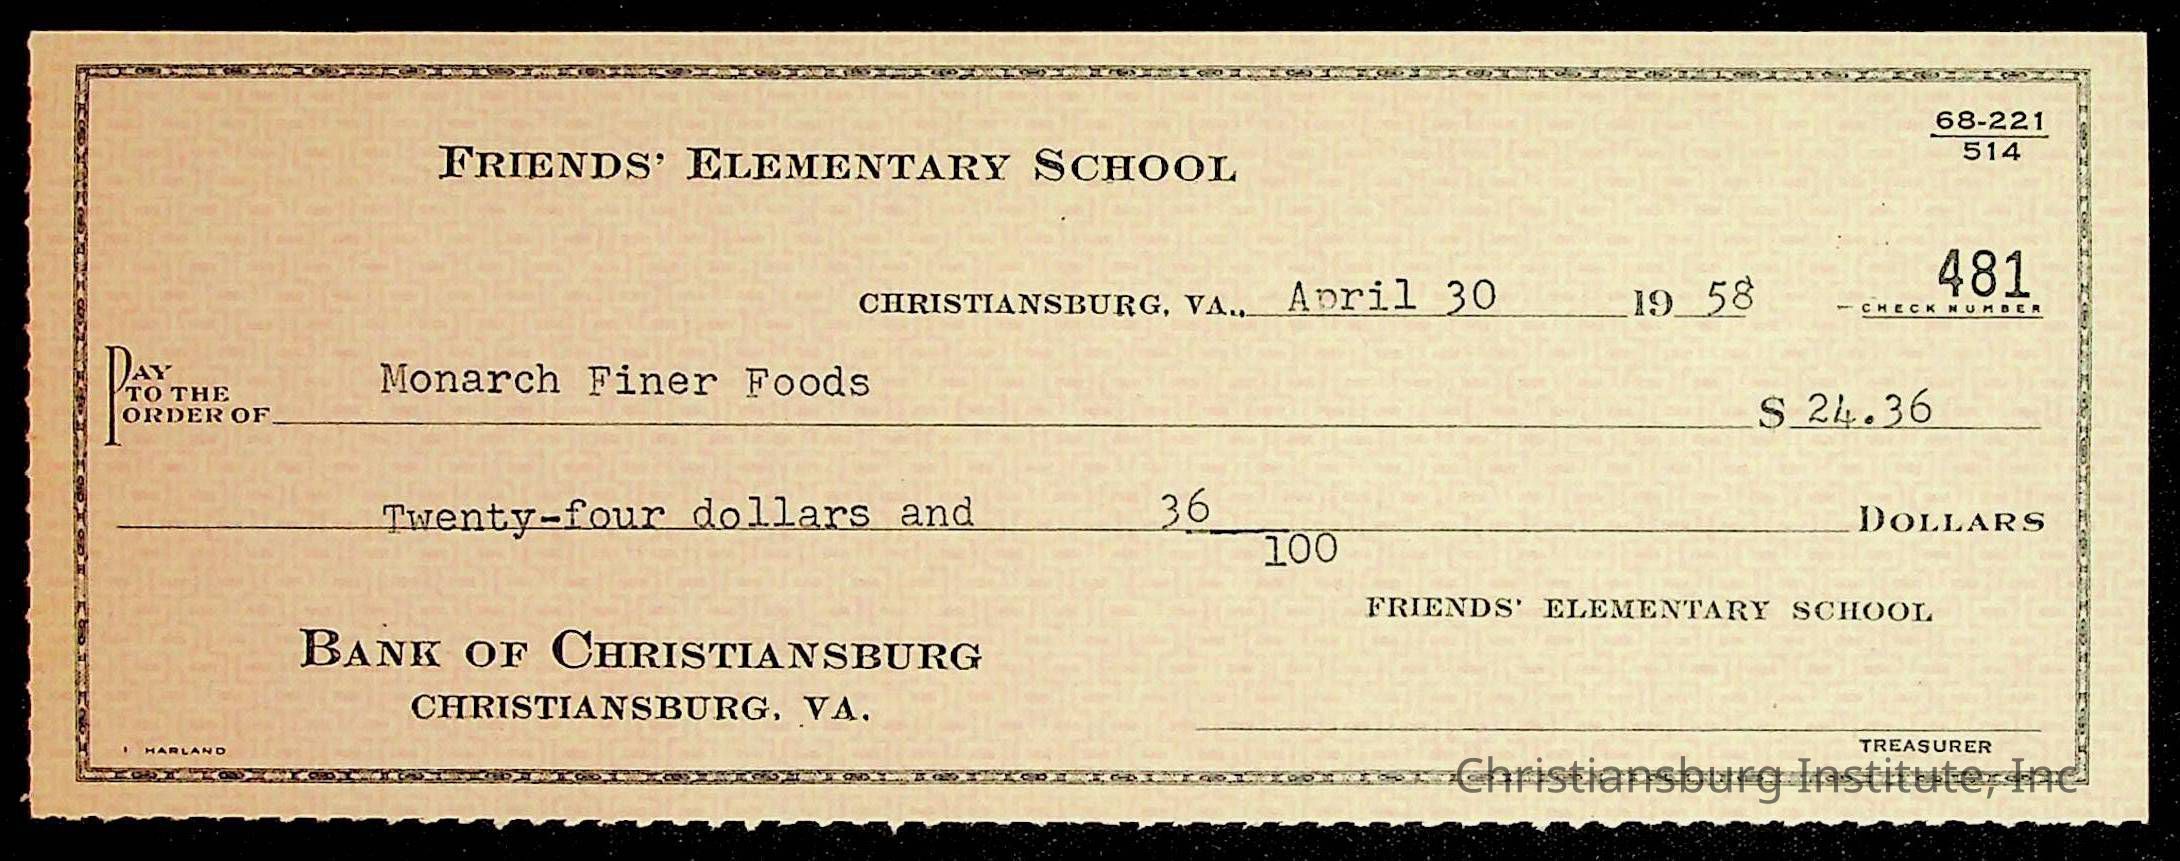 68-221
514
FRIENDS' ELEMENTARY SCHOOL
481
CHRISTIANSBURG, VA., April 30 19 58 CHECK NUMBER
PAY TO THE ORDER OF Monarch Finer Foods $ 24.36
Twenty-four dollars and 36/100 DOLLARS
FRIENDS' ELEMENTARY SCHOOL
BANK OF CHRISTIANSBURG
CHRISTIANSBURG, VA.
HARLAND
TREASURER
Christiansburg Institute, Inc